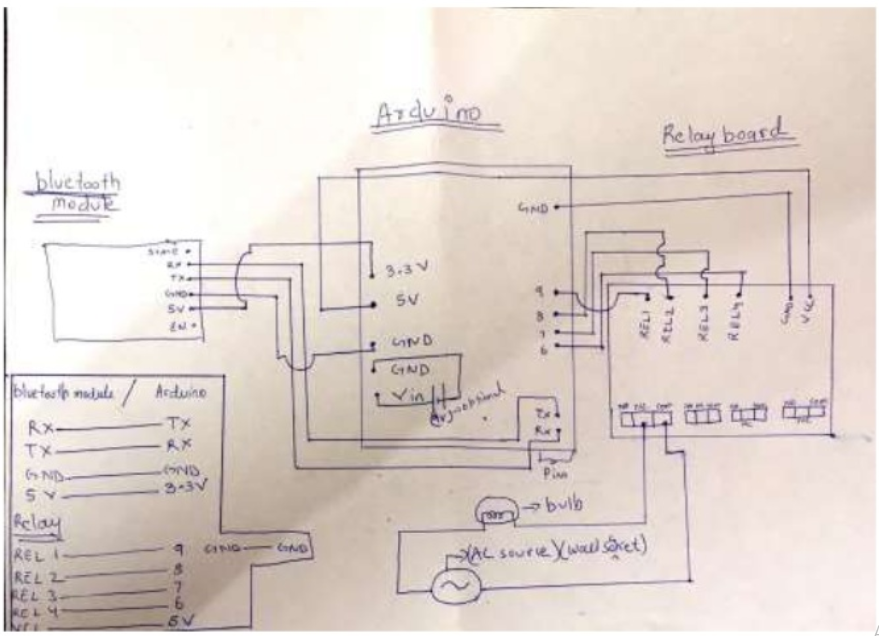 Arduino
Relay board
bluetooth
module
GND
RX
TX
GND
5V
EN
3.3V
5V
GND
GND
Vin
optional
9
8
7
6
Tx
Rx
Pins
REL1
REL2
REL3
REL4
GND
VCC
bluetooth module / Arduino
RX TX
TX RX
GND GND
5V 3.3V
Relay
REL 1 9
REL 2 8
REL 3 7
REL 4 6
5V
GND GND
bulb
(AC source) (wall socket)